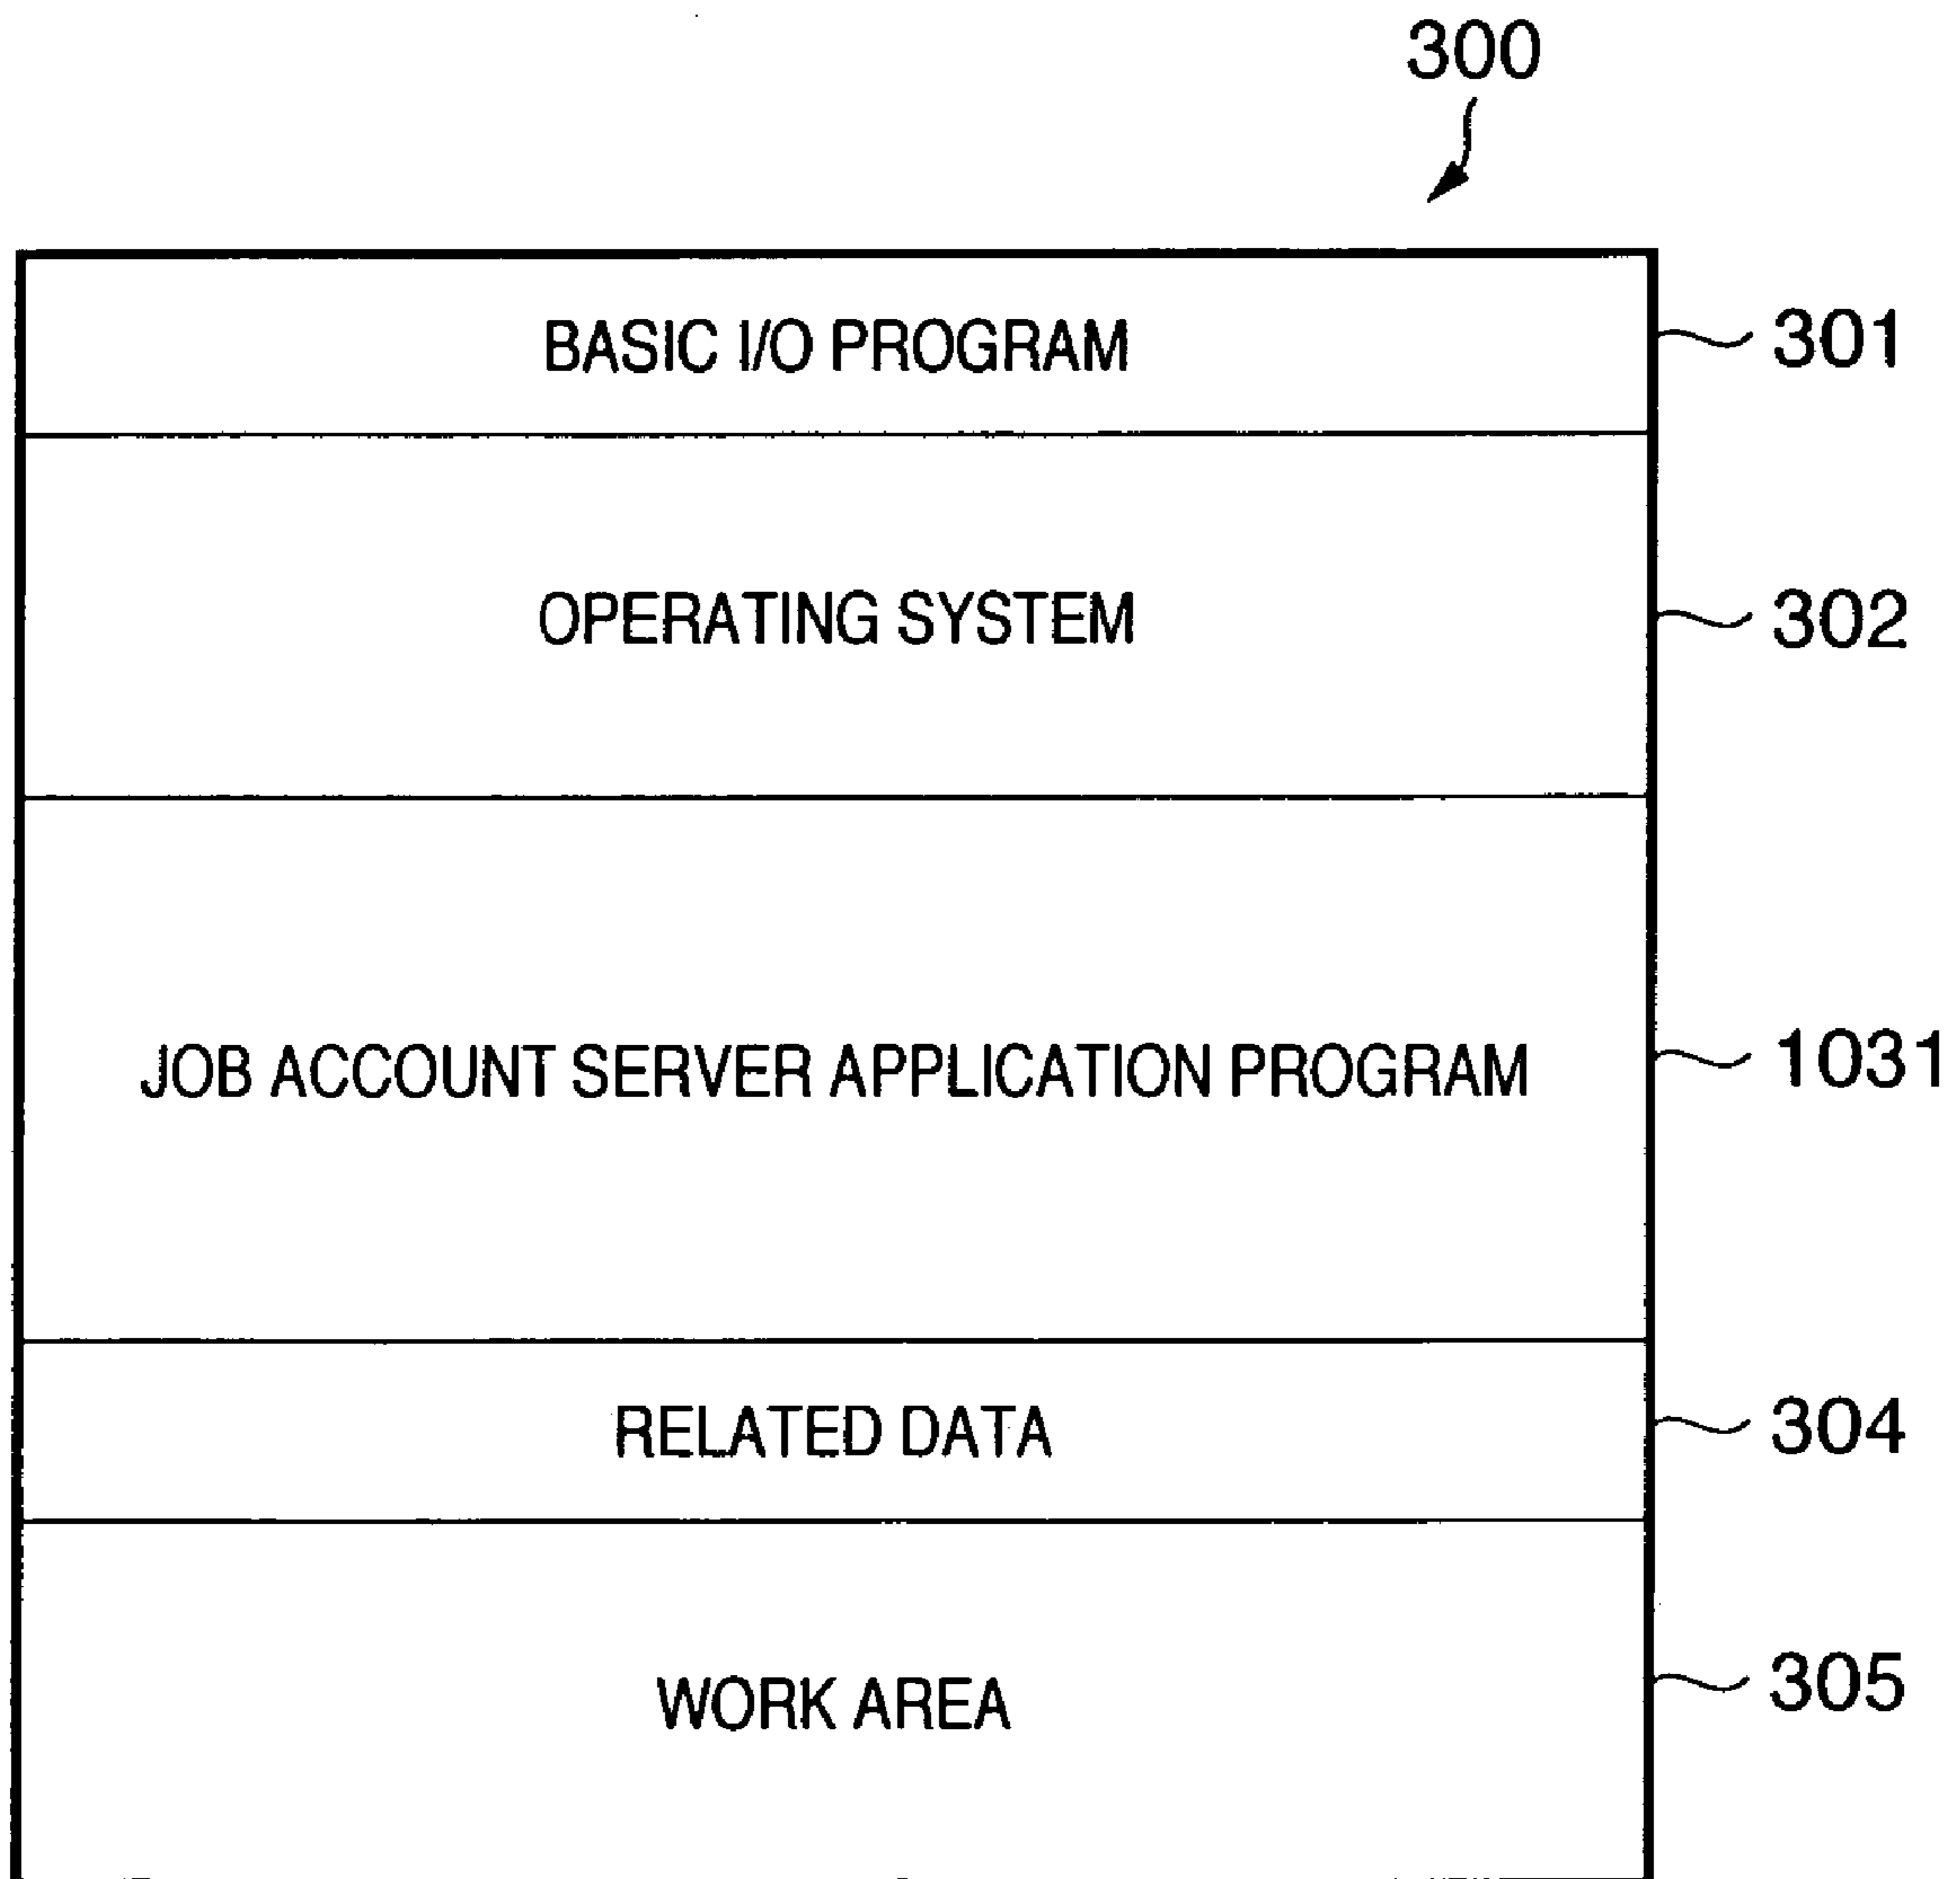 300
BASIC I/O PROGRAM 301
OPERATING SYSTEM 302
JOB ACCOUNT SERVER APPLICATION PROGRAM 1031
RELATED DATA 304
WORK AREA 305